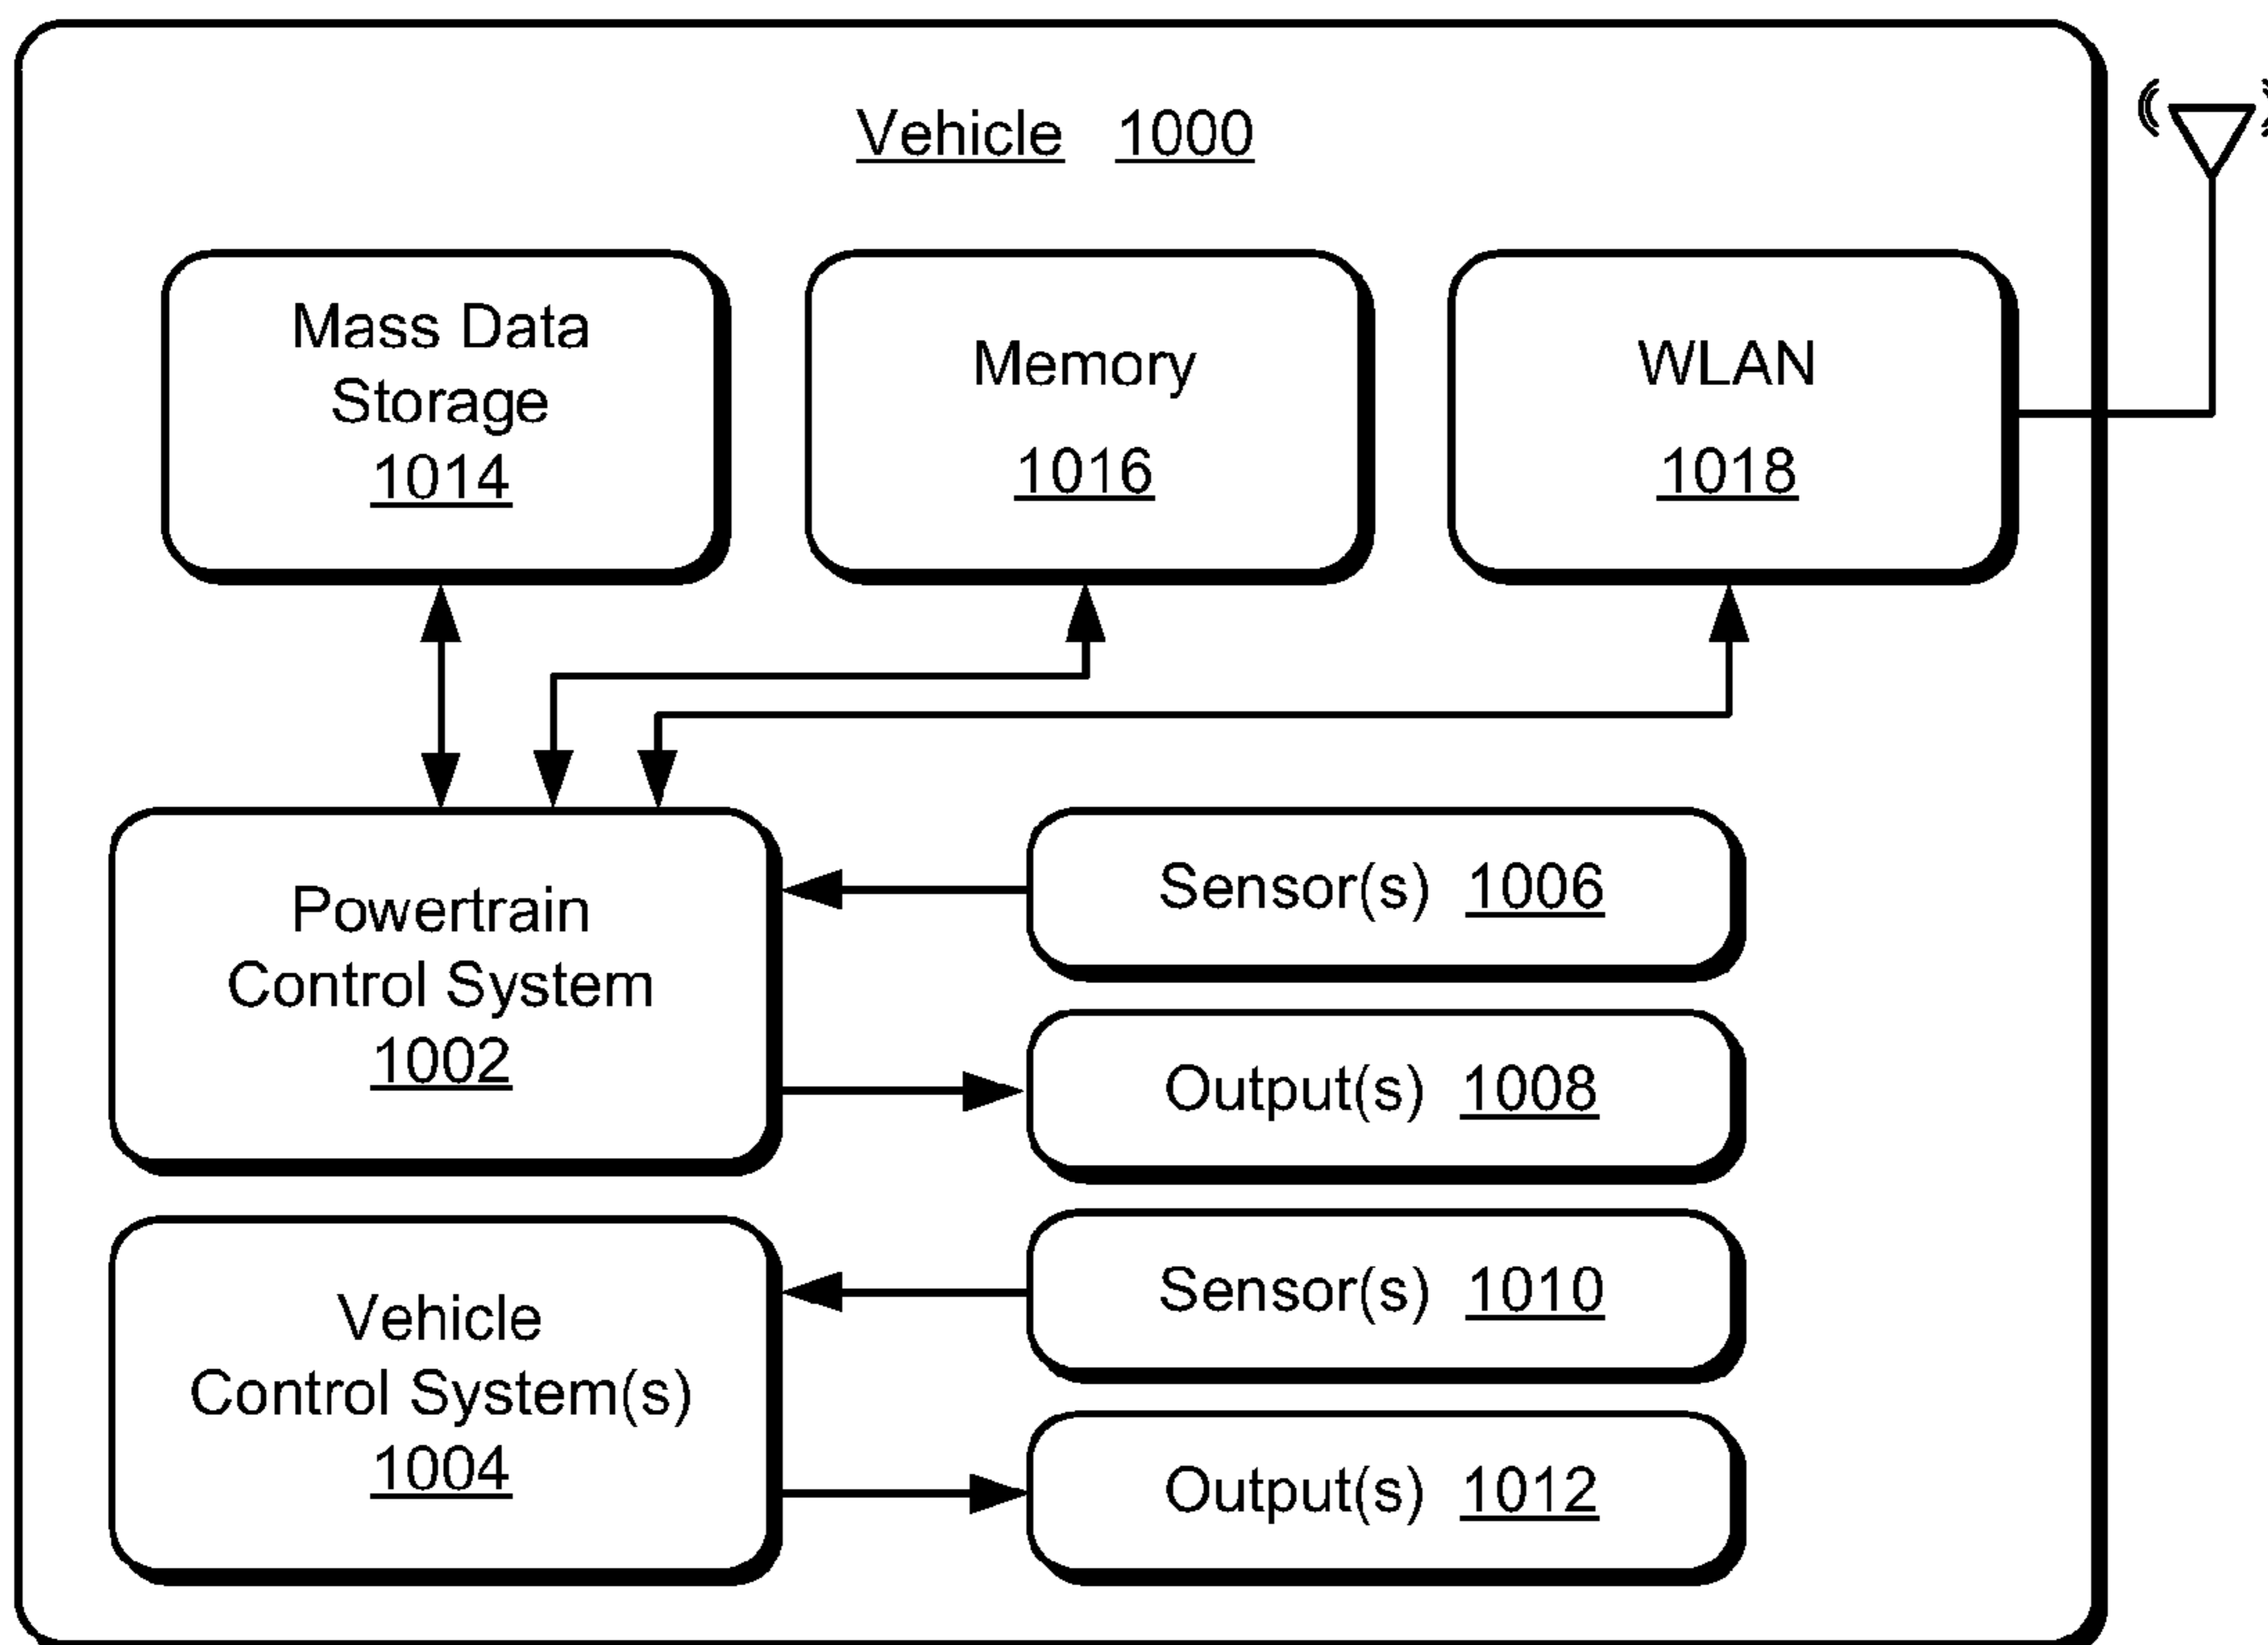 Vehicle 1000
Mass Data
Storage
1014
Memory
1016
WLAN
1018
Powertrain
Control System
1002
Sensor(s) 1006
Output(s) 1008
Vehicle
Control System(s)
1004
Sensor(s) 1010
Output(s) 1012